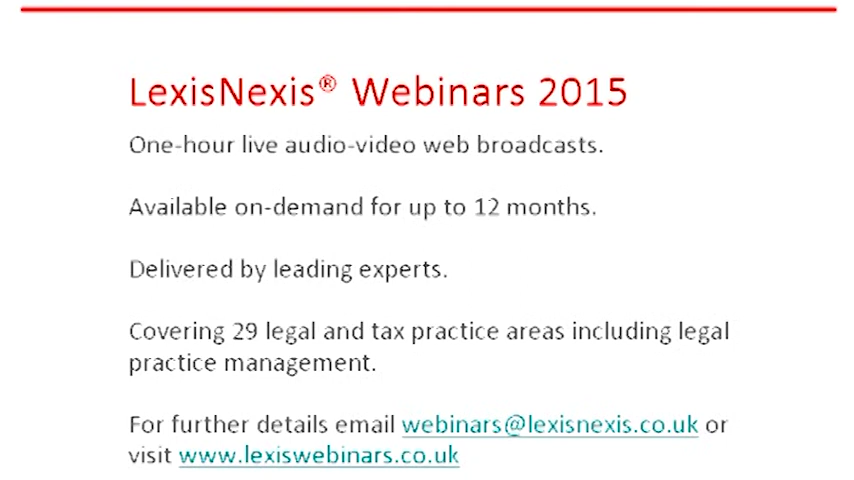 LexisNexis® Webinars 2015
One-hour live audio-video web broadcasts.
Available on-demand for up to 12 months.
Delivered by leading experts.
Covering 29 legal and tax practice areas including legal
practice management.
For further details email webinars@lexisnexis.co.uk or
visit www.lexiswebinars.co.uk